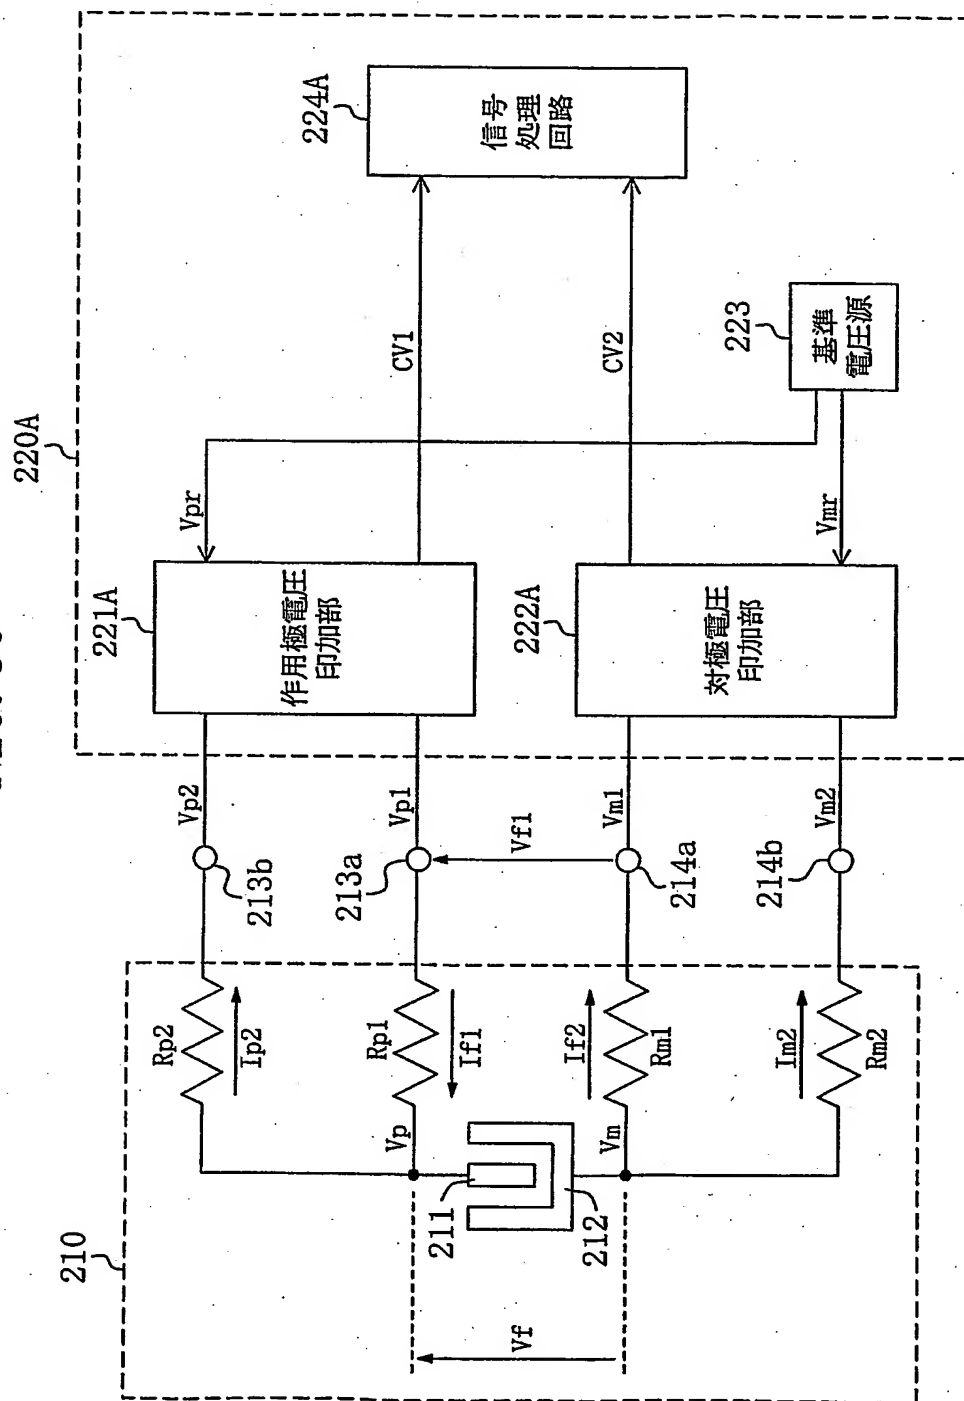 220A
224A
信号
処理
回路
CV1
CV2
223
基準
電圧源
Vpr
Vmr
221A
作用極電圧
印加部
222A
対極電圧
印加部
Vp2
Vp1
Vm1
Vm2
Vf1
213b
213a
214a
214b
210
Rp2
Ip2
Rp1
If1
If2
Rm1
Im2
Rm2
Vp
Vm
211
212
Vf